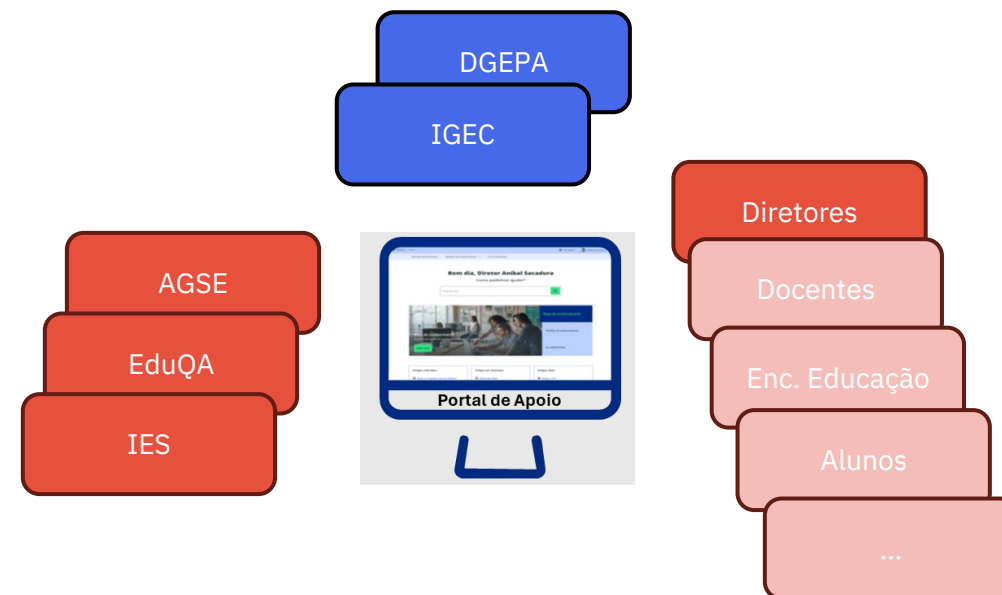 DGEPA
IGEC
Diretores
AGSE
Docentes
EduQA
Enc. Educação
IES
Alunos
...
Bom dia, Diretor Aníbal Sacadura
Como podemos ajudar?
Portal de Apoio